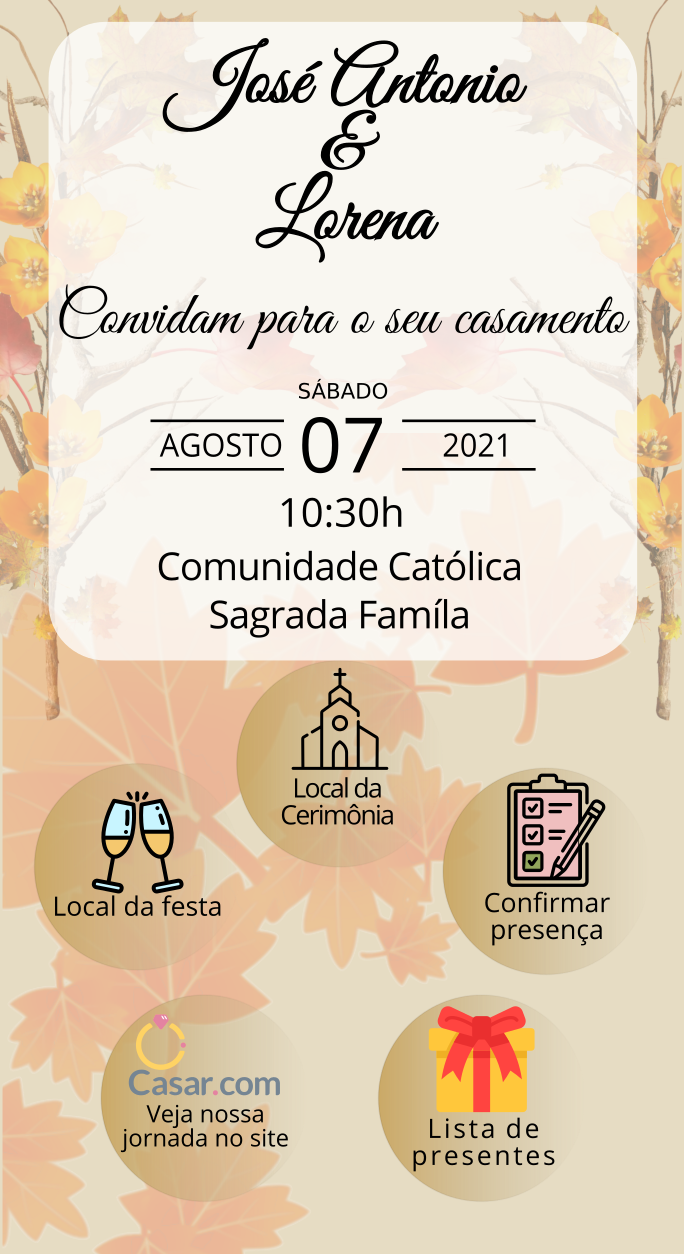 José Antonio
&
Lorena
Convidam para o seu casamento
SÁBADO
AGOSTO 07 2021
10:30h
Comunidade Católica
Sagrada Famíla
Local da
Cerimônia
Local da festa
Confirmar
presença
Casar.com
Veja nossa
jornada no site
Lista de
presentes